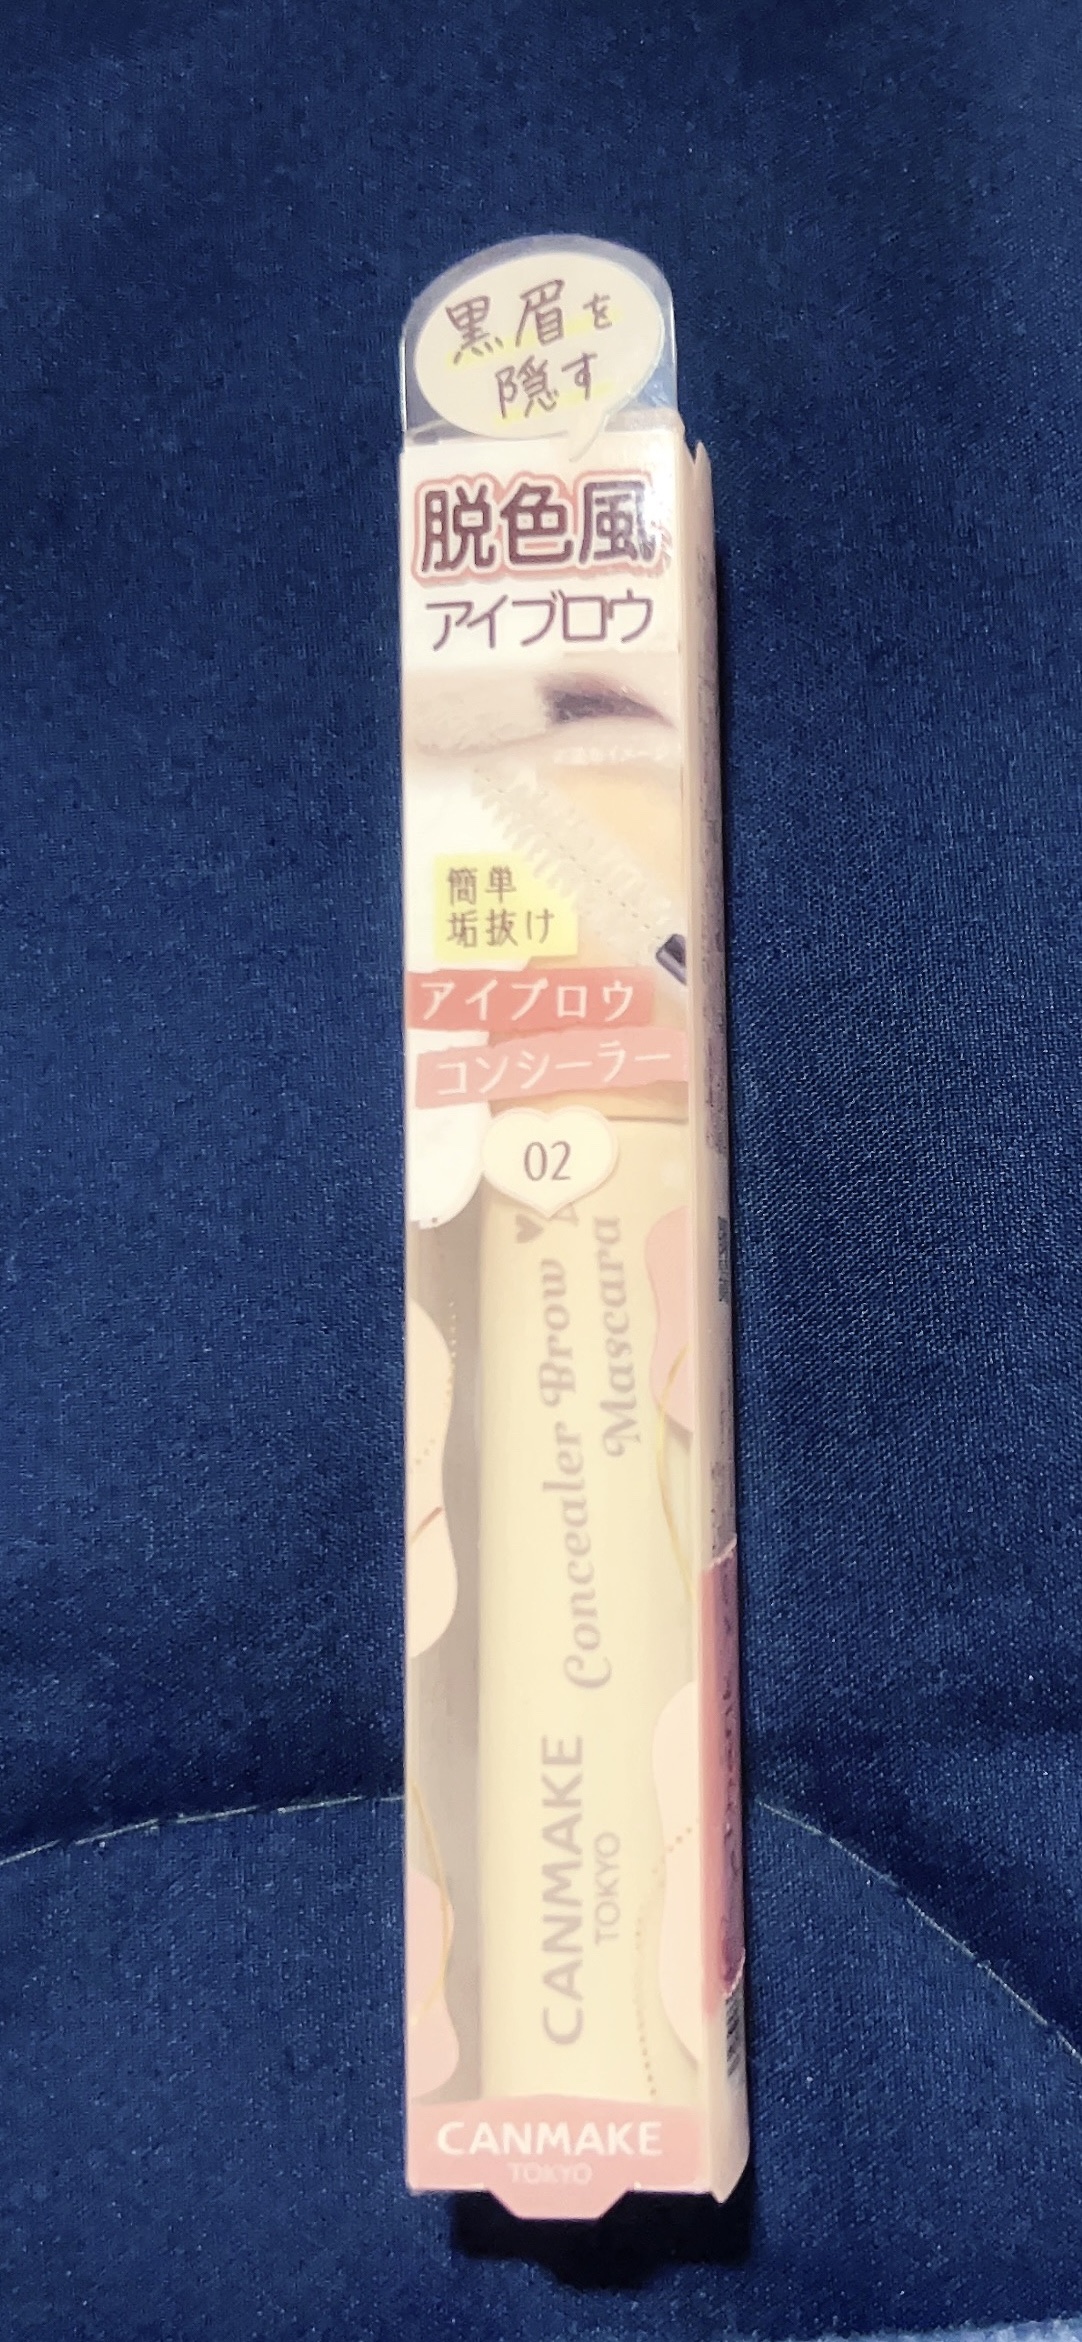 黒眉を
隠す
脱色風
アイブロウ
簡単
垢抜け
アイブロウ
コンシーラー
02
Concealer Brow
Mascara
CANMAKE
TOKYO
CANMAKE
TOKYO